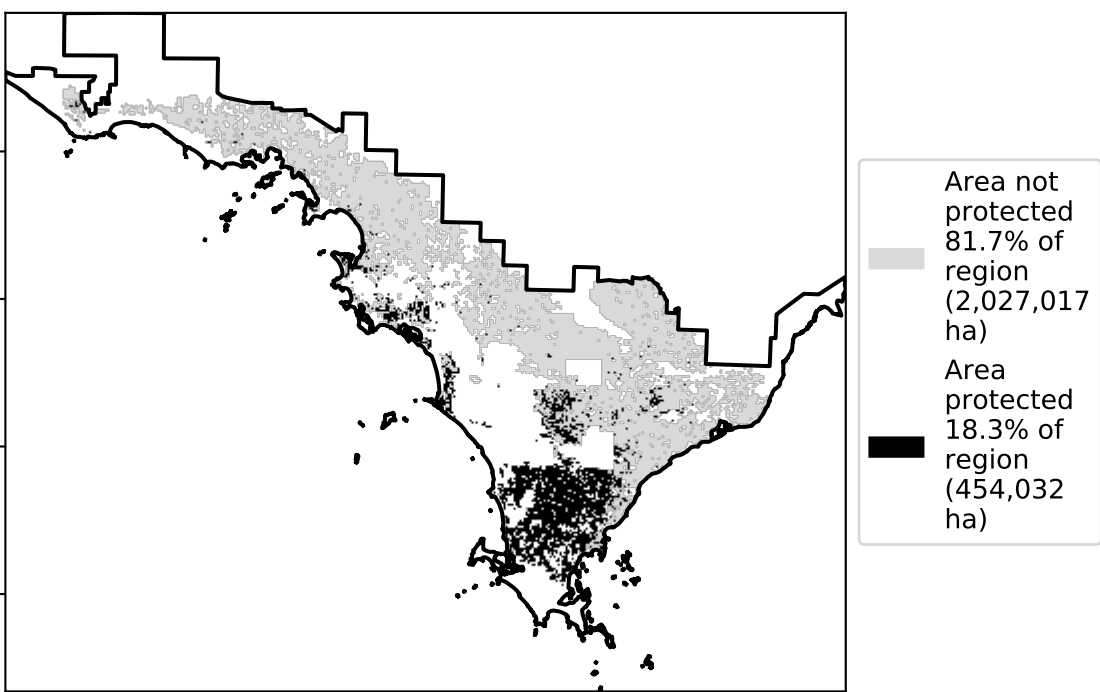 Area not
protected
81.7% of
region
(2,027,017
ha)
Area
protected
18.3% of
region
(454,032
ha)